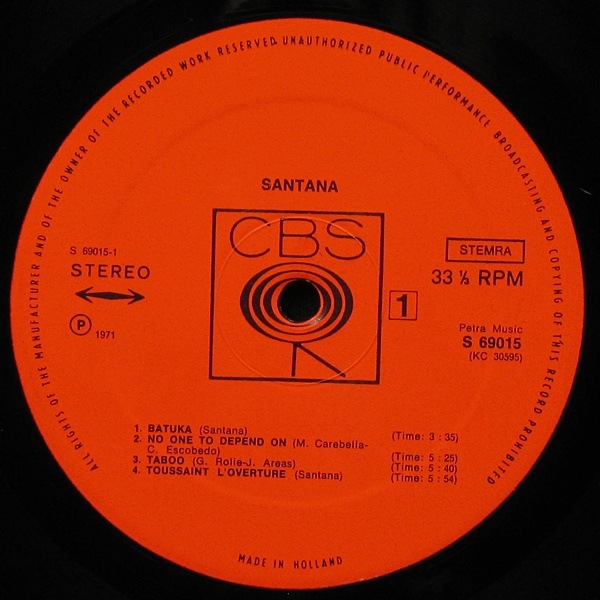 ALL RIGHTS OF THE MANUFACTURER AND OF THE OWNER OF THE RECORDED WORK RESERVED. UNAUTHORIZED PUBLIC PERFORMANCE BROADCASTING AND COPYING OF THIS RECORD PROHIBITED
SANTANA
CBS
S 69015-1
STEREO
STEMRA
33 ⅓ RPM
1
P 1971
Petra Music
S 69015
(KC 30595)
1. BATUKA (Santana) (Time: 3 : 35)
2. NO ONE TO DEPEND ON (M. Carebella-
C. Escobedo) (Time: 5 : 25)
3. TABOO (G. Rolie-J. Areas) (Time: 5 : 40)
4. TOUSSAINT L'OVERTURE (Santana) (Time: 5 : 54)
MADE IN HOLLAND